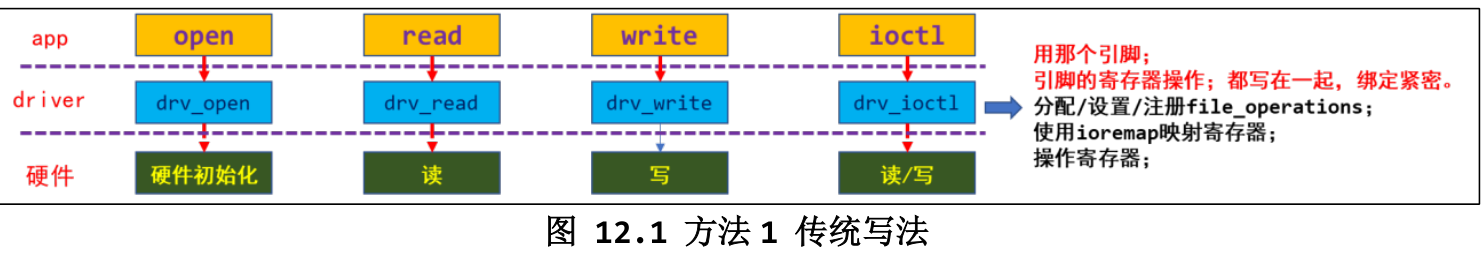 app open read write ioctl
driver drv_open drv_read drv_write drv_ioctl
硬件 硬件初始化 读 写 读/写
用那个引脚；
引脚的寄存器操作；都写在一起，绑定紧密。
分配/设置/注册file_operations；
使用ioremap映射寄存器；
操作寄存器；
图 12.1 方法1 传统写法